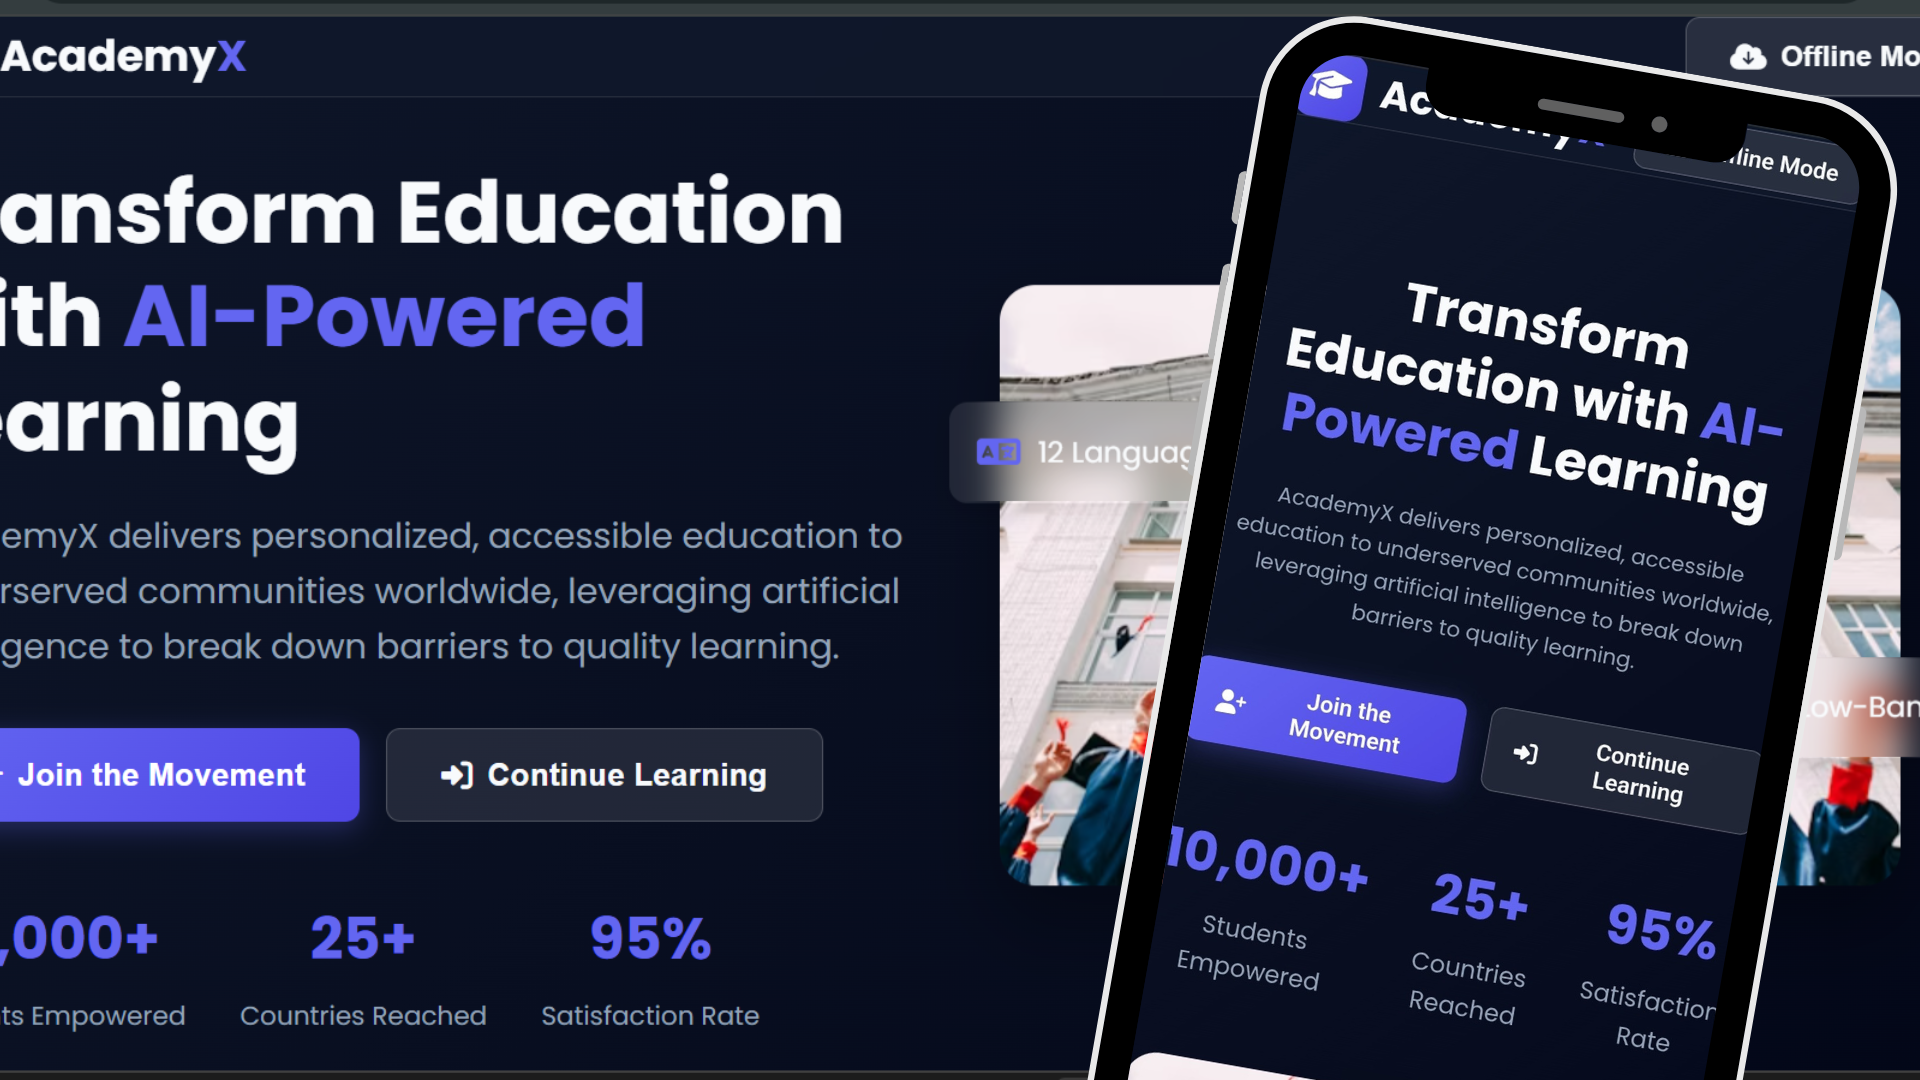 AcademyX
Offline Mo
ansform Education
ith AI-Powered
earning
emyX delivers personalized, accessible education to
rserved communities worldwide, leveraging artificial
gence to break down barriers to quality learning.
Join the Movement
Continue Learning
,000+
25+
95%
ts Empowered
Countries Reached
Satisfaction Rate
12 Languag
ow-Ban
line Mode
Transform
Education with AI-
Powered Learning
AcademyX delivers personalized, accessible
education to underserved communities worldwide,
leveraging artificial intelligence to break down
barriers to quality learning.
Join the
Movement
Continue
Learning
10,000+
25+
95%
Students
Empowered
Countries
Reached
Satisfaction
Rate